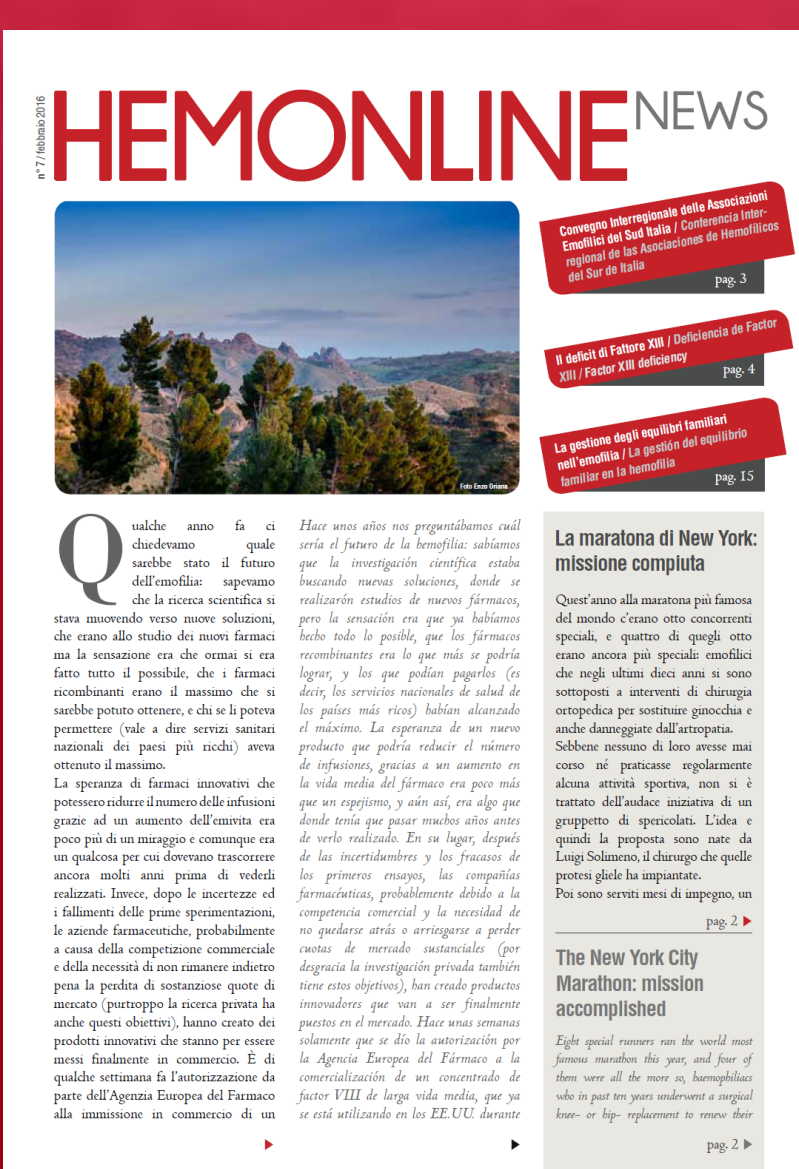 n° 7 / febbraio 2016
HEMONLINE NEWS
Foto Enzo Oriana
Convegno Interregionale delle Associazioni
Emofilici del Sud Italia / Conferencia Inter-
regional de las Asociaciones de Hemofílicos
del Sur de Italia
pag. 3
Il deficit di Fattore XIII / Deficiencia de Factor
XIII / Factor XIII deficiency
pag. 4
La gestione degli equilibri familiari
nell'emofilia / La gestión del equilibrio
familiar en la hemofilia
pag. 15
Qualche anno fa ci
chiedevamo quale
sarebbe stato il futuro
dell'emofilia: sapevamo
che la ricerca scientifica si
stava muovendo verso nuove soluzioni,
che erano allo studio dei nuovi farmaci
ma la sensazione era che ormai si era
fatto tutto il possibile, che i farmaci
ricombinanti erano il massimo che si
sarebbe potuto ottenere, e chi se li poteva
permettere (vale a dire servizi sanitari
nazionali dei paesi più ricchi) aveva
ottenuto il massimo.
La speranza di farmaci innovativi che
potessero ridurre il numero delle infusioni
grazie ad un aumento dell'emivita era
poco più di un miraggio e comunque era
un qualcosa per cui dovevano trascorrere
ancora molti anni prima di vederli
realizzati. Invece, dopo le incertezze ed
i fallimenti delle prime sperimentazioni,
le aziende farmaceutiche, probabilmente
a causa della competizione commerciale
e della necessità di non rimanere indietro
pena la perdita di sostanziose quote di
mercato (purtroppo la ricerca privata ha
anche questi obiettivi), hanno creato dei
prodotti innovativi che stanno per essere
messi finalmente in commercio. È di
qualche settimana fa l'autorizzazione da
parte dell'Agenzia Europea del Farmaco
alla immissione in commercio di un
Hace unos años nos preguntábamos cuál
sería el futuro de la hemofilia: sabíamos
que la investigación científica estaba
buscando nuevas soluciones, donde se
realizarón estudios de nuevos fármacos,
pero la sensación era que ya habíamos
hecho todo lo posible, que los fármacos
recombinantes era lo que más se podría
lograr, y los que podían pagarlos (es
decir, los servicios nacionales de salud de
los países más ricos) habían alcanzado
el máximo. La esperanza de un nuevo
producto que podría reducir el número
de infusiones, gracias a un aumento en
la vida media del fármaco era poco más
que un espejismo, y aún así, era algo que
donde tenía que pasar muchos años antes
de verlo realizado. En su lugar, después
de las incertidumbres y los fracasos de
los primeros ensayos, las compañías
farmacéuticas, probablemente debido a la
competencia comercial y la necesidad de
no quedarse atrás o arriesgarse a perder
cuotas de mercado sustanciales (por
desgracia la investigación privada también
tiene estos objetivos), han creado productos
innovadores que van a ser finalmente
puestos en el mercado. Hace unas semanas
solamente que se dío la autorización por
la Agencia Europea del Fármaco a la
comercialización de un concentrado de
factor VIII de larga vida media, que ya
se está utilizando en los EE.UU. durante
La maratona di New York:
missione compiuta
Quest'anno alla maratona più famosa
del mondo c'erano otto concorrenti
speciali, e quattro di quegli otto
erano ancora più speciali: emofilici
che negli ultimi dieci anni si sono
sottoposti a interventi di chirurgia
ortopedica per sostituire ginocchia e
anche danneggiate dall'artropatia.
Sebbene nessuno di loro avesse mai
corso né praticasse regolarmente
alcuna attività sportiva, non si è
trattato dell'audace iniziativa di un
gruppetto di spericolati. L'idea e
quindi la proposta sono nate da
Luigi Solimeno, il chirurgo che quelle
protesi gliele ha impiantate.
Poi sono serviti mesi di impegno, un
pag. 2
The New York City
Marathon: mission
accomplished
Eight special runners ran the world most
famous marathon this year, and four of
them were all the more so, haemophiliacs
who in past ten years underwent a surgical
knee- or hip- replacement to renew their
pag. 2